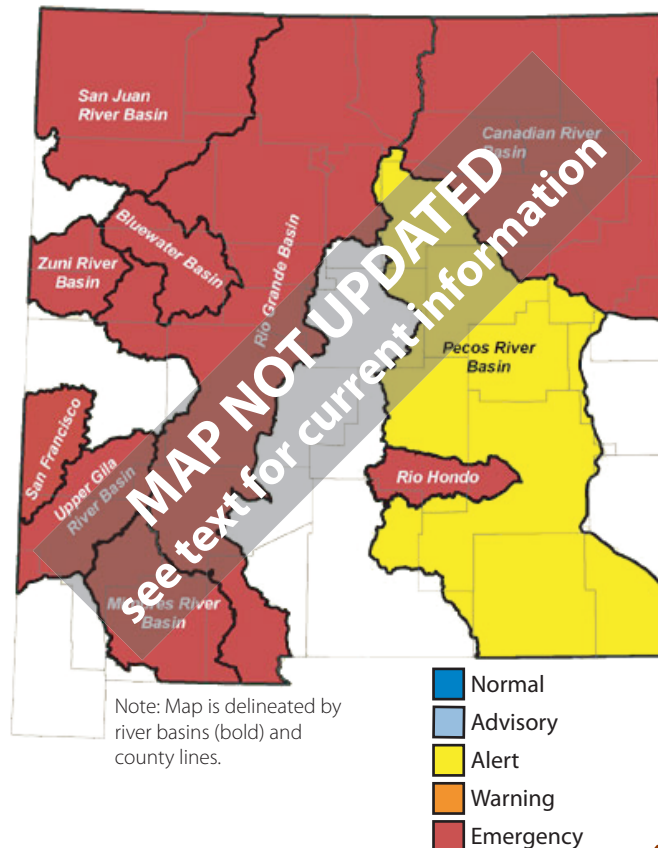 San Juan
River Basin
Canadian River
Basin
Bluewater Basin
Zuni River
Basin
Rio Grande Basin
Pecos River
Basin
San Francisco
Upper Gila
River Basin
Rio Hondo
Mimbres River
Basin
MAP NOT UPDATED
see text for current information
Note: Map is delineated by
river basins (bold) and
county lines.
Normal
Advisory
Alert
Warning
Emergency